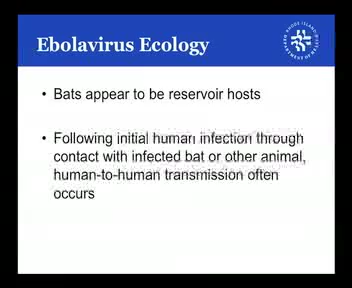 Ebolavirus Ecology
• Bats appear to be reservoir hosts
• Following initial human infection through
contact with infected bat or other animal,
human-to-human transmission often
occurs